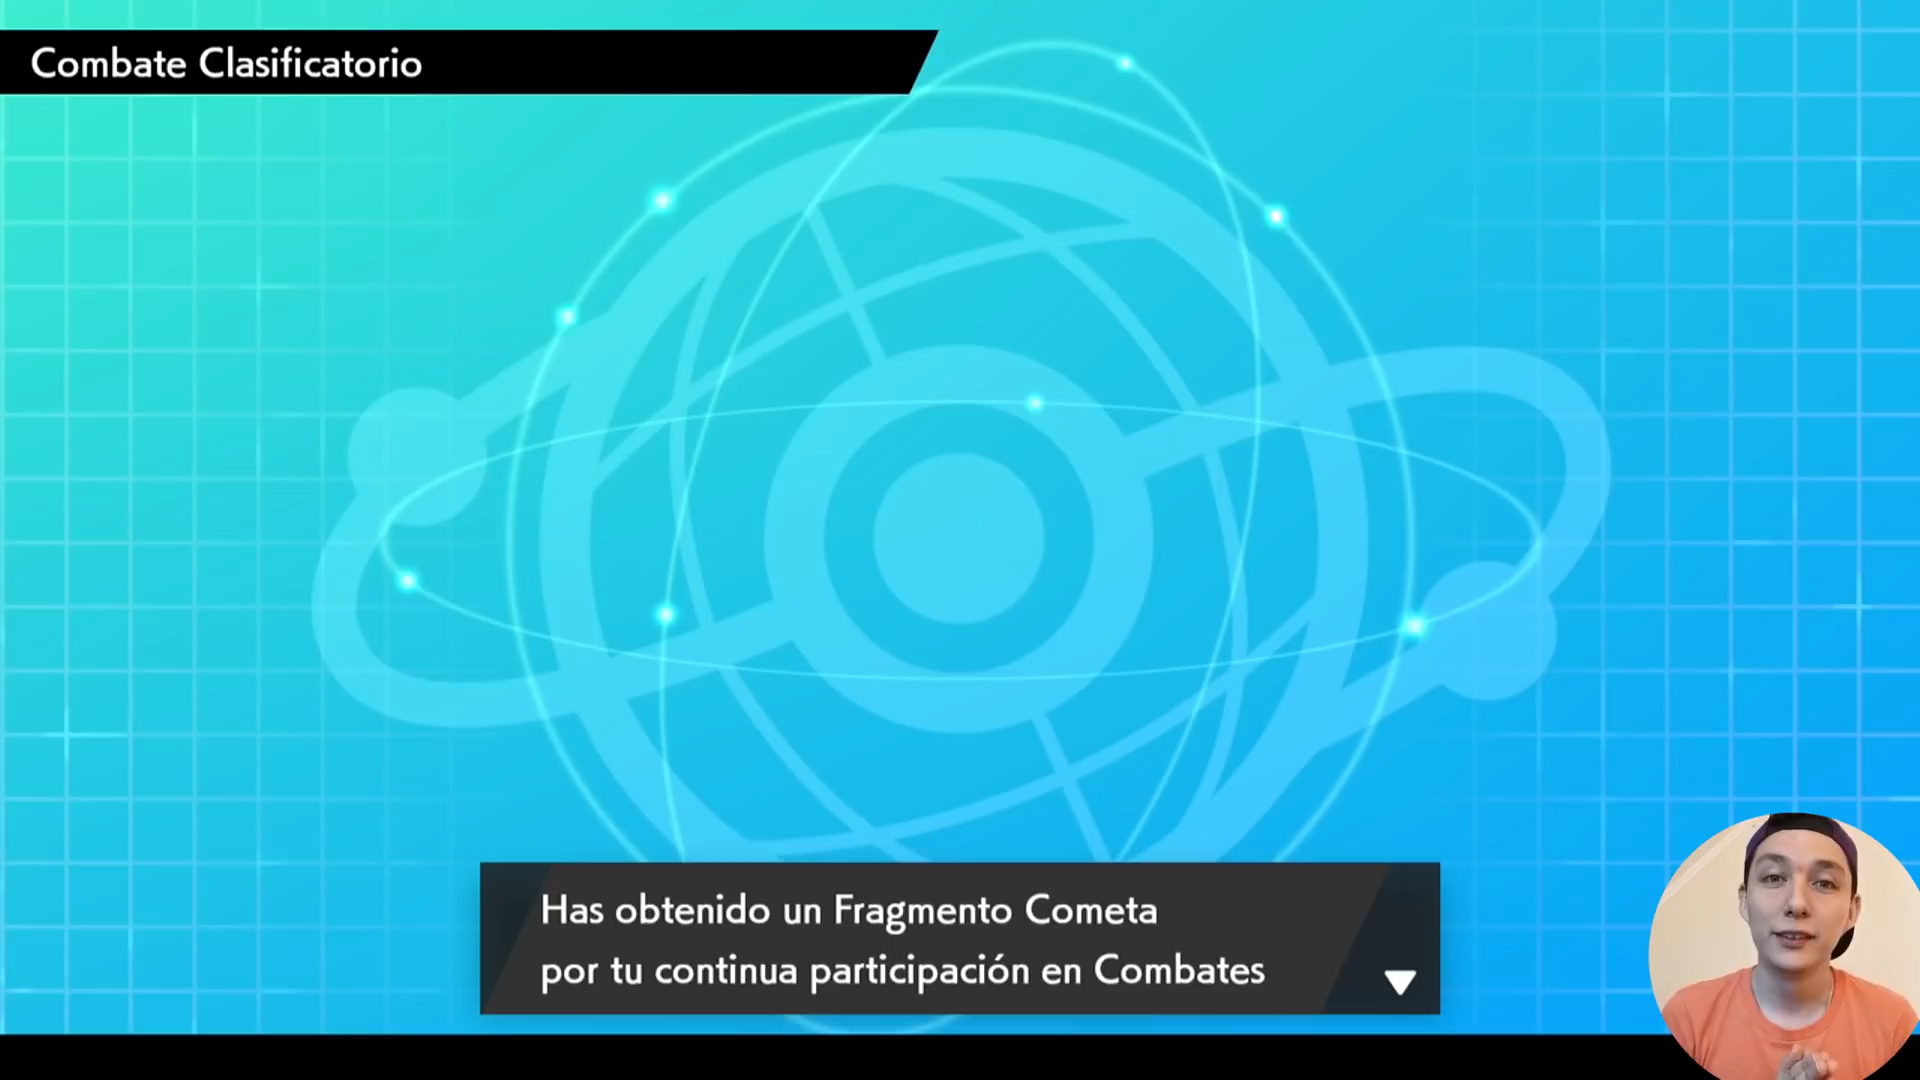 Combate Clasificatorio
Has obtenido un Fragmento Cometa
por tu continua participación en Combates